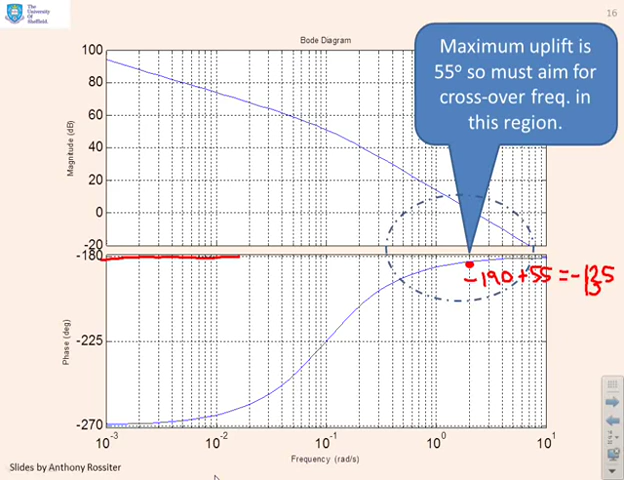 The
University
Of
Sheffield.
16
Bode Diagram
Maximum uplift is
55° so must aim for
cross-over freq. in
this region.
100
80
60
40
20
0
-20
Magnitude (dB)
-180
-225
-270
Phase (deg)
-190+55=-135
10^-3
10^-2
10^-1
10^0
10^1
Frequency (rad/s)
Slides by Anthony Rossiter